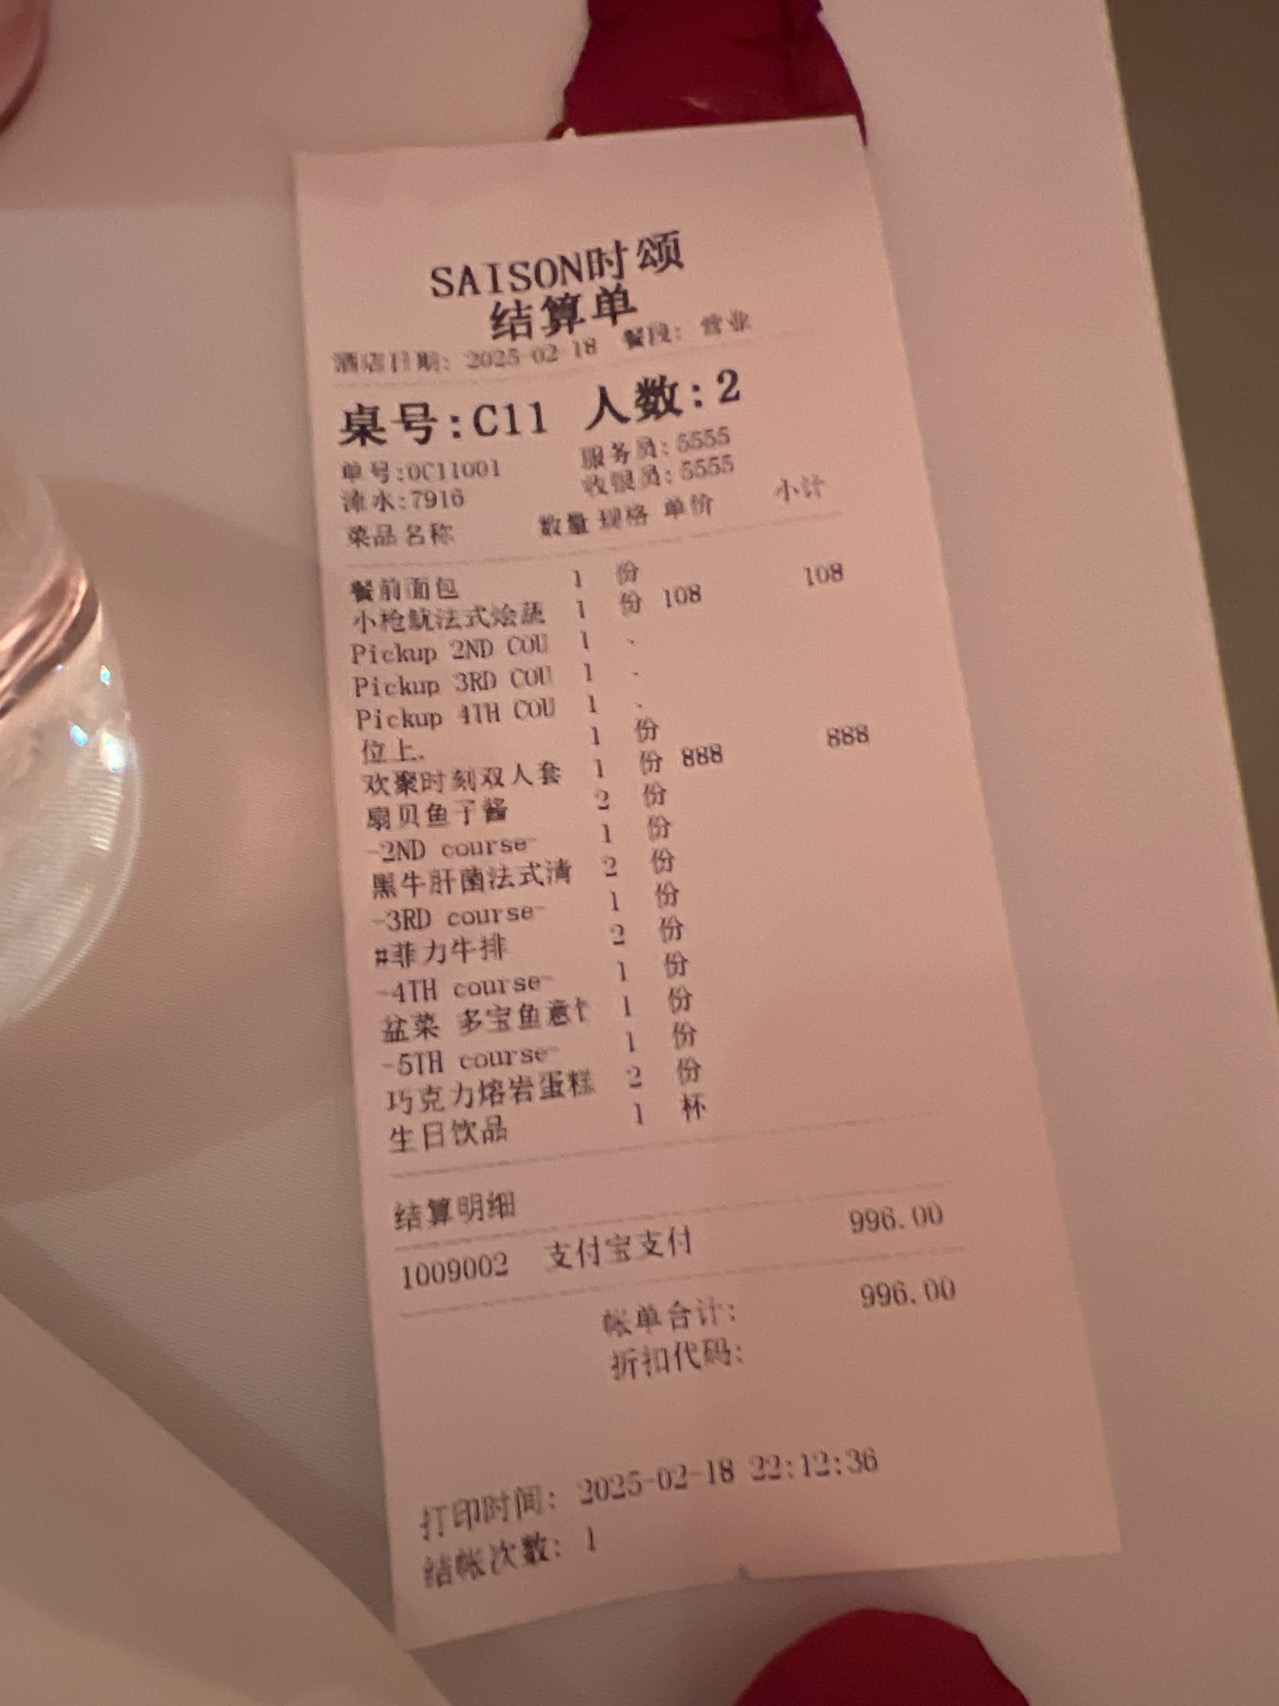 SAISON时颂
结算单
酒店日期: 2025-02-18 餐段: 营业
桌号:C11 人数:2
单号:0C11001 服务员:5555
流水:7916 收银员:5555
菜品名称 数量 规格 单价 小计
餐前面包 1 份
小枪鱿法式烩蔬 1 份 108 108
Pickup 2ND COU 1 .
Pickup 3RD COU 1 .
Pickup 4TH COU 1 .
位上. 1 份
欢聚时刻双人套 1 份 888 888
扇贝鱼子酱 2 份
-2ND course- 1 份
黑牛肝菌法式清 2 份
-3RD course- 1 份
#菲力牛排 2 份
-4TH course- 1 份
盆菜 多宝鱼意 1 份
-5TH course- 1 份
巧克力熔岩蛋糕 2 份
生日饮品 1 杯
结算明细
1009002 支付宝支付 996.00
帐单合计: 996.00
折扣代码:
打印时间: 2025-02-18 22:12:36
结帐次数: 1